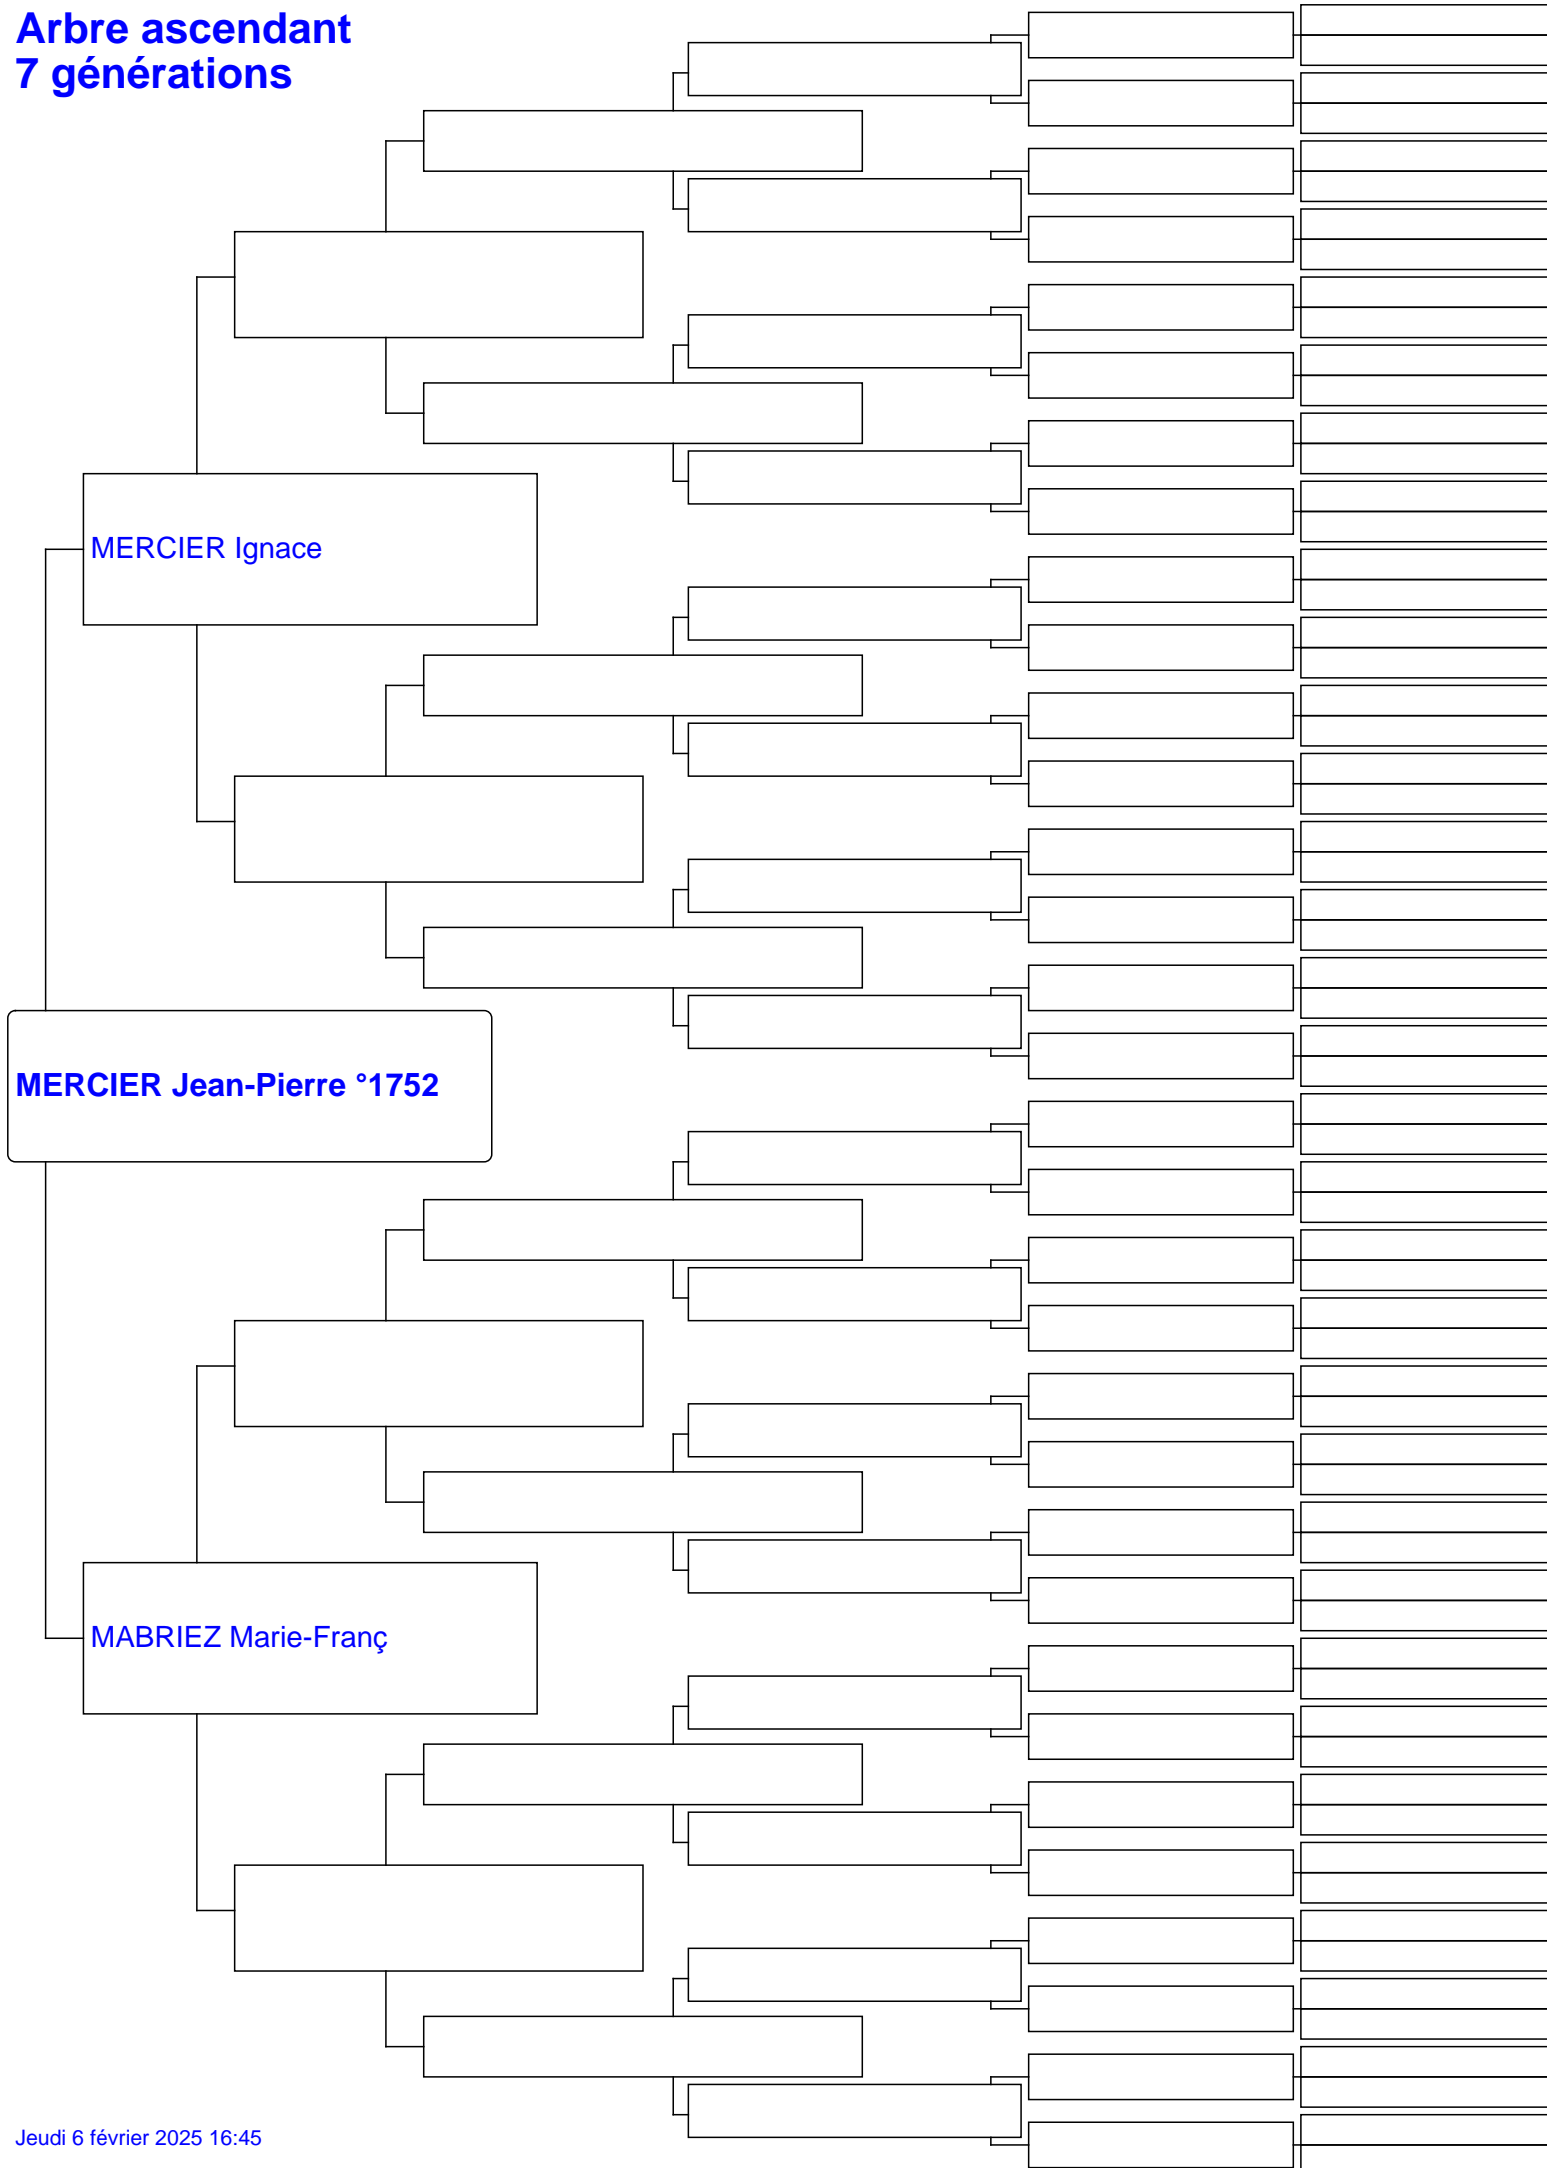 Arbre ascendant
7 générations
MERCIER Ignace
MERCIER Jean-Pierre °1752
MABRIEZ Marie-Franç
Jeudi 6 février 2025 16:45